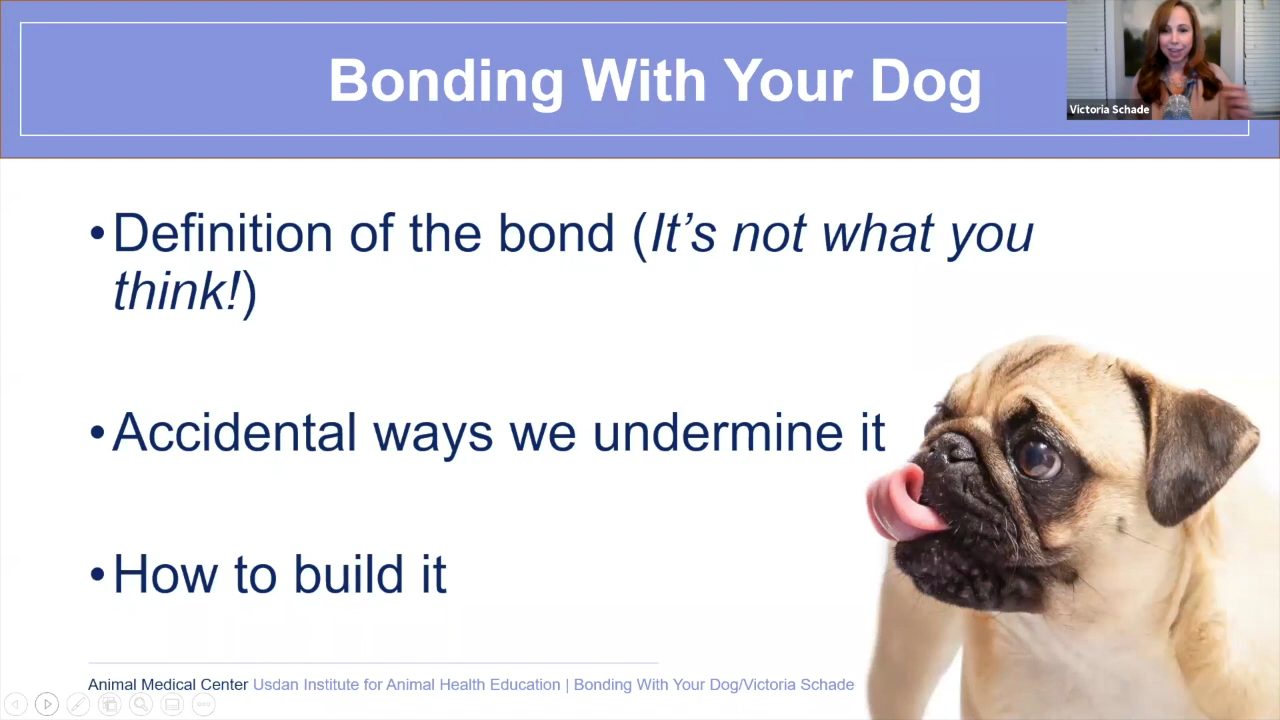 Bonding With Your Dog
Victoria Schade
•Definition of the bond (It’s not what you
think!)
•Accidental ways we undermine it
•How to build it
Animal Medical Center Usdan Institute for Animal Health Education | Bonding With Your Dog/Victoria Schade